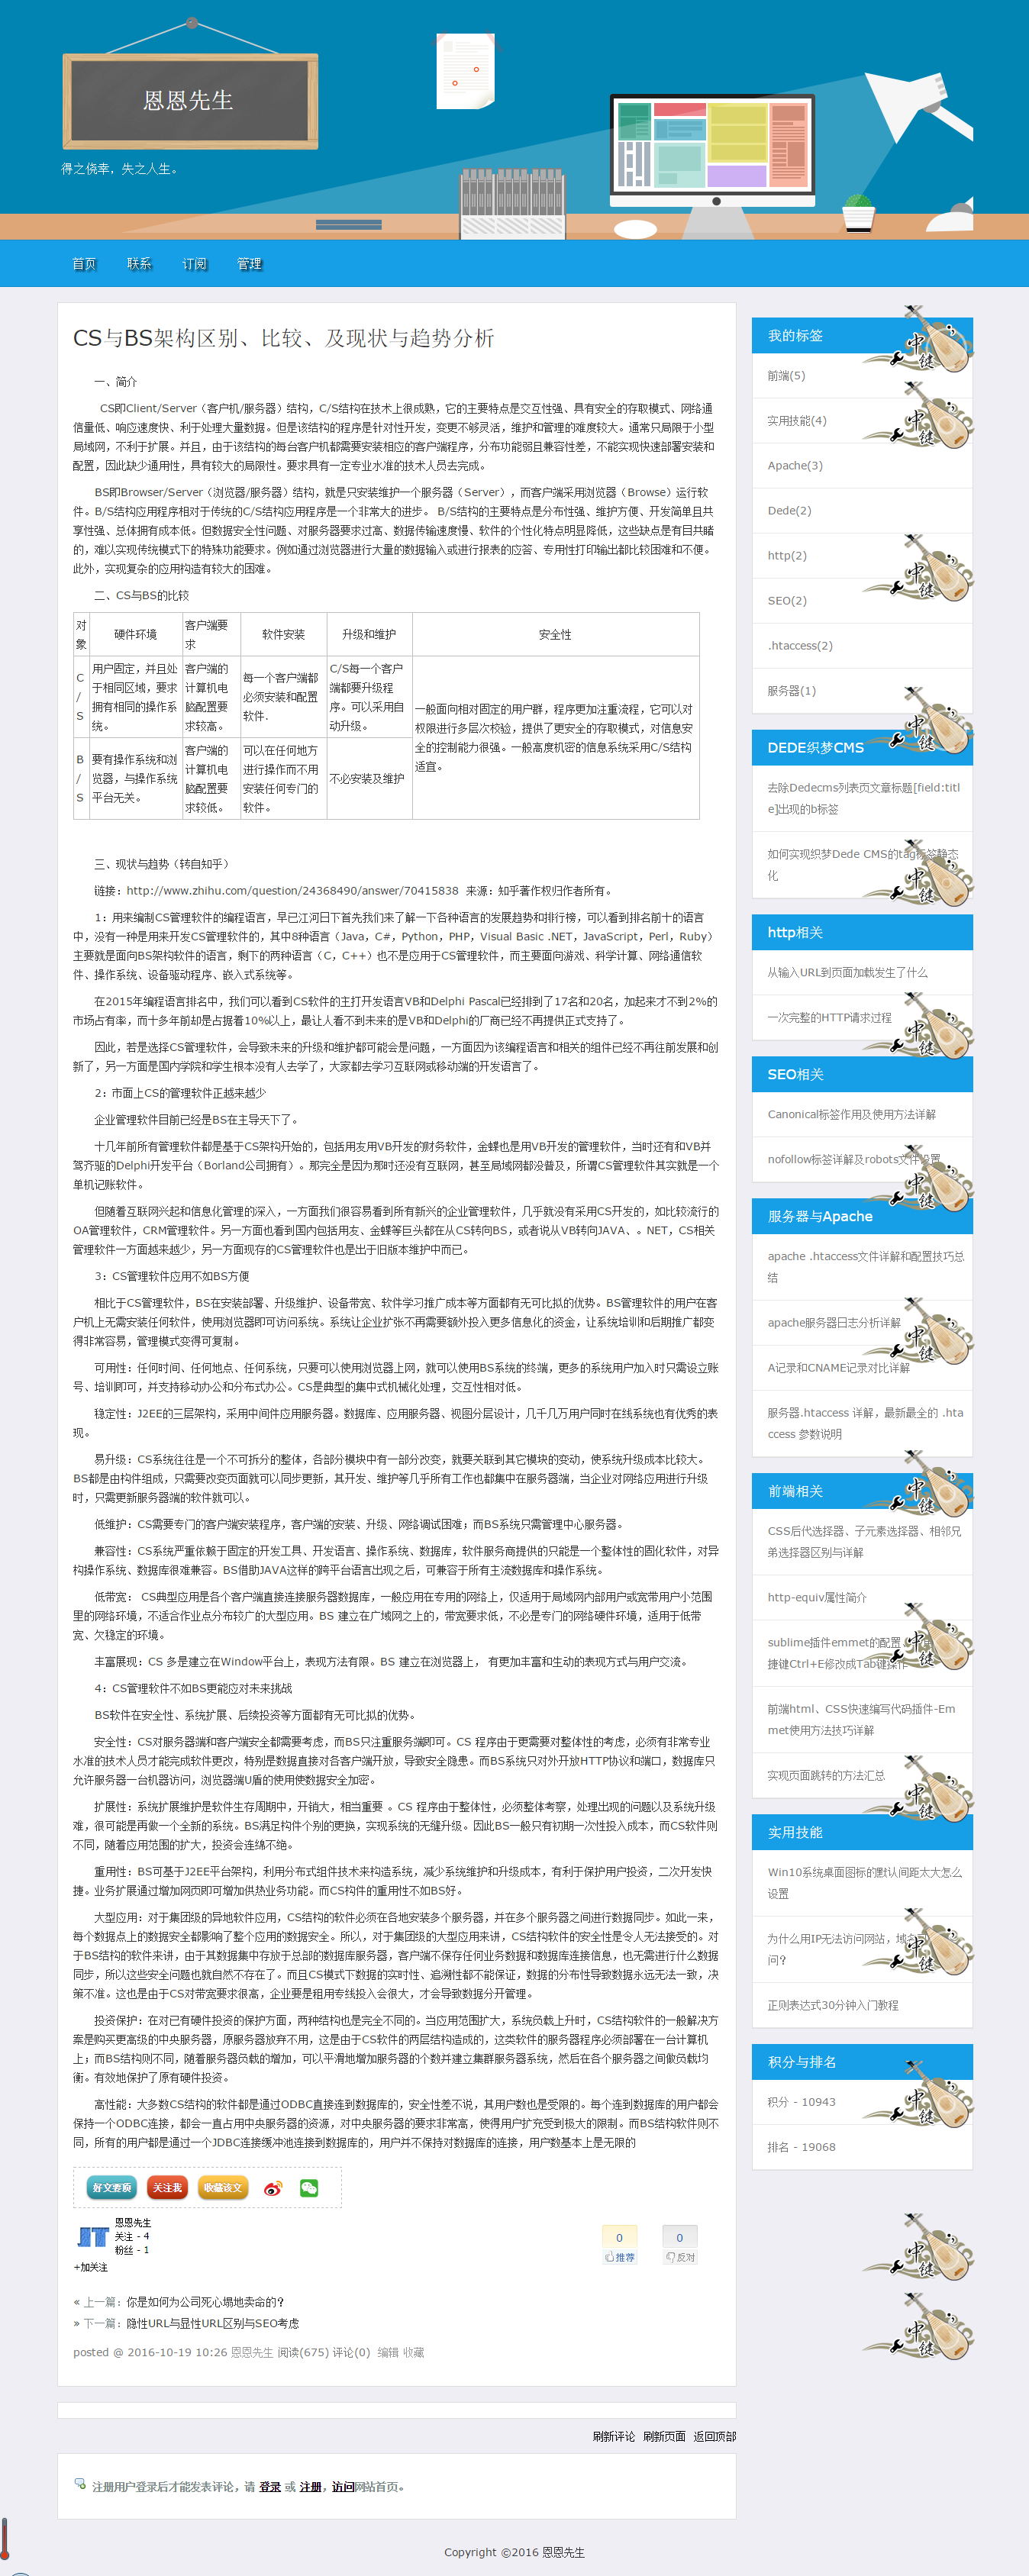 恩恩先生
得之侥幸，失之人生。
首页 联系 订阅 管理
CS与BS架构区别、比较、及现状与趋势分析
一、简介
CS即Client/Server（客户机/服务器）结构，C/S结构在技术上很成熟，它的主要特点是交互性强、具有安全的存取模式、网络通
信量低、响应速度快、利于处理大量数据。但是该结构的程序是针对性开发，变更不够灵活，维护和管理的难度较大。通常只局限于小型
局域网，不利于扩展。并且，由于该结构的每台客户机都需要安装相应的客户端程序，分布功能弱且兼容性差，不能实现快速部署安装和
配置，因此缺少通用性，具有较大的局限性。要求具有一定专业水准的技术人员去完成。
BS即Browser/Server（浏览器/服务器）结构，就是只安装维护一个服务器（Server），而客户端采用浏览器（Browse）运行软
件。B/S结构应用程序相对于传统的C/S结构应用程序是一个非常大的进步。 B/S结构的主要特点是分布性强、维护方便、开发简单且共
享性强、总体拥有成本低。但数据安全性问题、对服务器要求过高、数据传输速度慢、软件的个性化特点明显降低，这些缺点是有目共睹
的，难以实现传统模式下的特殊功能要求。例如通过浏览器进行大量的数据输入或进行报表的应答、专用性打印输出都比较困难和不便。
此外，实现复杂的应用构造有较大的困难。
二、CS与BS的比较
对象 硬件环境 客户端要求 软件安装 升级和维护 安全性
C/S 用户固定，并且处于相同区域，要求拥有相同的操作系统。 客户端的计算机电脑配置要求较高。 每一个客户端都必须安装和配置软件. C/S每一个客户端都要升级程序。可以采用自动升级。 一般面向相对固定的用户群，程序更加注重流程，它可以对权限进行多层次校验，提供了更安全的存取模式，对信息安全的控制能力很强。一般高度机密的信息系统采用C/S结构适宜。
B/S 要有操作系统和浏览器，与操作系统平台无关。 客户端的计算机电脑配置要求较低。 可以在任何地方进行操作而不用安装任何专门的软件。 不必安装及维护
三、现状与趋势（转自知乎）
链接：http://www.zhihu.com/question/24368490/answer/70415838 来源：知乎著作权归作者所有。
1：用来编制CS管理软件的编程语言，早已江河日下首先我们来了解一下各种语言的发展趋势和排行榜，可以看到排名前十的语言
中，没有一种是用来开发CS管理软件的，其中8种语言（Java，C#，Python，PHP，Visual Basic .NET，JavaScript，Perl，Ruby）
主要就是面向BS架构软件的语言，剩下的两种语言（C，C++）也不是应用于CS管理软件，而主要面向游戏、科学计算、网络通信软
件、操作系统、设备驱动程序、嵌入式系统等。
在2015年编程语言排名中，我们可以看到CS软件的主打开发语言VB和Delphi Pascal已经排到了17名和20名，加起来才不到2%的
市场占有率，而十多年前却是占据着10%以上，最让人看不到未来的是VB和Delphi的厂商已经不再提供正式支持了。
因此，若是选择CS管理软件，会导致未来的升级和维护都可能会是问题，一方面因为该编程语言和相关的组件已经不再往前发展和创
新了，另一方面是国内学院和学生根本没有人去学了，大家都去学习互联网或移动端的开发语言了。
2：市面上CS的管理软件正越来越少
企业管理软件目前已经是BS在主导天下了。
十几年前所有管理软件都是基于CS架构开始的，包括用友用VB开发的财务软件，金蝶也是用VB开发的管理软件，当时还有和VB并
驾齐驱的Delphi开发平台（Borland公司拥有）。那完全是因为那时还没有互联网，甚至局域网都没普及，所谓CS管理软件其实就是一个
单机记账软件。
但随着互联网兴起和信息化管理的深入，一方面我们很容易看到所有新兴的企业管理软件，几乎就没有采用CS开发的，如比较流行的
OA管理软件，CRM管理软件。另一方面也看到国内包括用友、金蝶等巨头都在从CS转向BS，或者说从VB转向JAVA、。NET，CS相关
管理软件一方面越来越少，另一方面现存的CS管理软件也是出于旧版本维护中而已。
3：CS管理软件应用不如BS方便
相比于CS管理软件，BS在安装部署、升级维护、设备带宽、软件学习推广成本等方面都有无可比拟的优势。BS管理软件的用户在客
户机上无需安装任何软件，使用浏览器即可访问系统。系统让企业扩张不再需要额外投入更多信息化的资金，让系统培训和后期推广都变
得非常容易，管理模式变得可复制。
可用性：任何时间、任何地点、任何系统，只要可以使用浏览器上网，就可以使用BS系统的终端，更多的系统用户加入时只需设立账
号、培训即可，并支持移动办公和分布式办公。CS是典型的集中式机械化处理，交互性相对低。
稳定性：J2EE的三层架构，采用中间件应用服务器。数据库、应用服务器、视图分层设计，几千几万用户同时在线系统也有优秀的表
现。
易升级：CS系统往往是一个不可拆分的整体，各部分模块中有一部分改变，就要关联到其它模块的变动，使系统升级成本比较大。
BS都是由构件组成，只需要改变页面就可以同步更新，其开发、维护等几乎所有工作也都集中在服务器端，当企业对网络应用进行升级
时，只需更新服务器端的软件就可以。
低维护：CS需要专门的客户端安装程序，客户端的安装、升级、网络调试困难；而BS系统只需管理中心服务器。
兼容性：CS系统严重依赖于固定的开发工具、开发语言、操作系统、数据库，软件服务商提供的只能是一个整体性的固化软件，对异
构操作系统、数据库很难兼容。BS借助JAVA这样的跨平台语言出现之后，可兼容于所有主流数据库和操作系统。
低带宽： CS典型应用是各个客户端直接连接服务器数据库，一般应用在专用的网络上，仅适用于局域网内部用户或宽带用户小范围
里的网络环境，不适合作业点分布较广的大型应用。BS 建立在广域网之上的，带宽要求低，不必是专门的网络硬件环境，适用于低带
宽、欠稳定的环境。
丰富展现：CS 多是建立在Window平台上，表现方法有限。BS 建立在浏览器上， 有更加丰富和生动的表现方式与用户交流。
4：CS管理软件不如BS更能应对未来挑战
BS软件在安全性、系统扩展、后续投资等方面都有无可比拟的优势。
安全性：CS对服务器端和客户端安全都需要考虑，而BS只注重服务端即可。CS 程序由于更需要对整体性的考虑，必须有非常专业
水准的技术人员才能完成软件更改，特别是数据直接对各客户端开放，导致安全隐患。而BS系统只对外开放HTTP协议和端口，数据库只
允许服务器一台机器访问，浏览器端U盾的使用使数据安全加密。
扩展性：系统扩展维护是软件生存周期中，开销大，相当重要 。CS 程序由于整体性，必须整体考察，处理出现的问题以及系统升级
难，很可能是再做一个全新的系统。BS满足构件个别的更换，实现系统的无缝升级。因此BS一般只有初期一次性投入成本，而CS软件则
不同，随着应用范围的扩大，投资会连绵不绝。
重用性：BS可基于J2EE平台架构，利用分布式组件技术来构造系统，减少系统维护和升级成本，有利于保护用户投资，二次开发快
捷。业务扩展通过增加网页即可增加供热业务功能。而CS构件的重用性不如BS好。
大型应用：对于集团级的异地软件应用，CS结构的软件必须在各地安装多个服务器，并在多个服务器之间进行数据同步。如此一来，
每个数据点上的数据安全都影响了整个应用的数据安全。所以，对于集团级的大型应用来讲，CS结构软件的安全性是令人无法接受的。对
于BS结构的软件来讲，由于其数据集中存放于总部的数据库服务器，客户端不保存任何业务数据和数据库连接信息，也无需进行什么数据
同步，所以这些安全问题也就自然不存在了。而且CS模式下数据的实时性、追溯性都不能保证，数据的分布性导致数据永远无法一致，决
策不准。这也是由于CS对带宽要求很高，企业要是租用专线投入会很大，才会导致数据分开管理。
投资保护：在对已有硬件投资的保护方面，两种结构也是完全不同的。当应用范围扩大，系统负载上升时，CS结构软件的一般解决方
案是购买更高级的中央服务器，原服务器放弃不用，这是由于CS软件的两层结构造成的，这类软件的服务器程序必须部署在一台计算机
上；而BS结构则不同，随着服务器负载的增加，可以平滑地增加服务器的个数并建立集群服务器系统，然后在各个服务器之间做负载均
衡。有效地保护了原有硬件投资。
高性能：大多数CS结构的软件都是通过ODBC直接连到数据库的，安全性差不说，其用户数也是受限的。每个连到数据库的用户都会
保持一个ODBC连接，都会一直占用中央服务器的资源，对中央服务器的要求非常高，使得用户扩充受到极大的限制。而BS结构软件则不
同，所有的用户都是通过一个JDBC连接缓冲池连接到数据库的，用户并不保持对数据库的连接，用户数基本上是无限的
好文要顶 关注我 收藏该文
恩恩先生
关注 - 4
粉丝 - 1
+加关注
0 推荐
0 反对
« 上一篇：你是如何为公司死心塌地卖命的？
» 下一篇：隐性URL与显性URL区别与SEO考虑
posted @ 2016-10-19 10:26 恩恩先生 阅读(675) 评论(0) 编辑 收藏
刷新评论 刷新页面 返回顶部
注册用户登录后才能发表评论，请 登录 或 注册，访问网站首页。
我的标签
前端(5)
实用技能(4)
Apache(3)
Dede(2)
http(2)
SEO(2)
.htaccess(2)
服务器(1)
DEDE织梦CMS
去除Dedecms列表页文章标题[field:titl
e]出现的b标签
如何实现织梦Dede CMS的tag标签静态
化
http相关
从输入URL到页面加载发生了什么
一次完整的HTTP请求过程
SEO相关
Canonical标签作用及使用方法详解
nofollow标签详解及robots文件设置
服务器与Apache
apache .htaccess文件详解和配置技巧总
结
apache服务器日志分析详解
A记录和CNAME记录对比详解
服务器.htaccess 详解，最新最全的 .hta
ccess 参数说明
前端相关
CSS后代选择器、子元素选择器、相邻兄
弟选择器区别与详解
http-equiv属性简介
sublime插件emmet的配置
捷键Ctrl+E修改成Tab键操作
前端html、CSS快速编写代码插件-Em
met使用方法技巧详解
实现页面跳转的方法汇总
实用技能
Win10系统桌面图标的默认间距太大怎么
设置
为什么用IP无法访问网站，域名
问？
正则表达式30分钟入门教程
积分与排名
积分 - 10943
排名 - 19068
中键
Copyright ©2016 恩恩先生